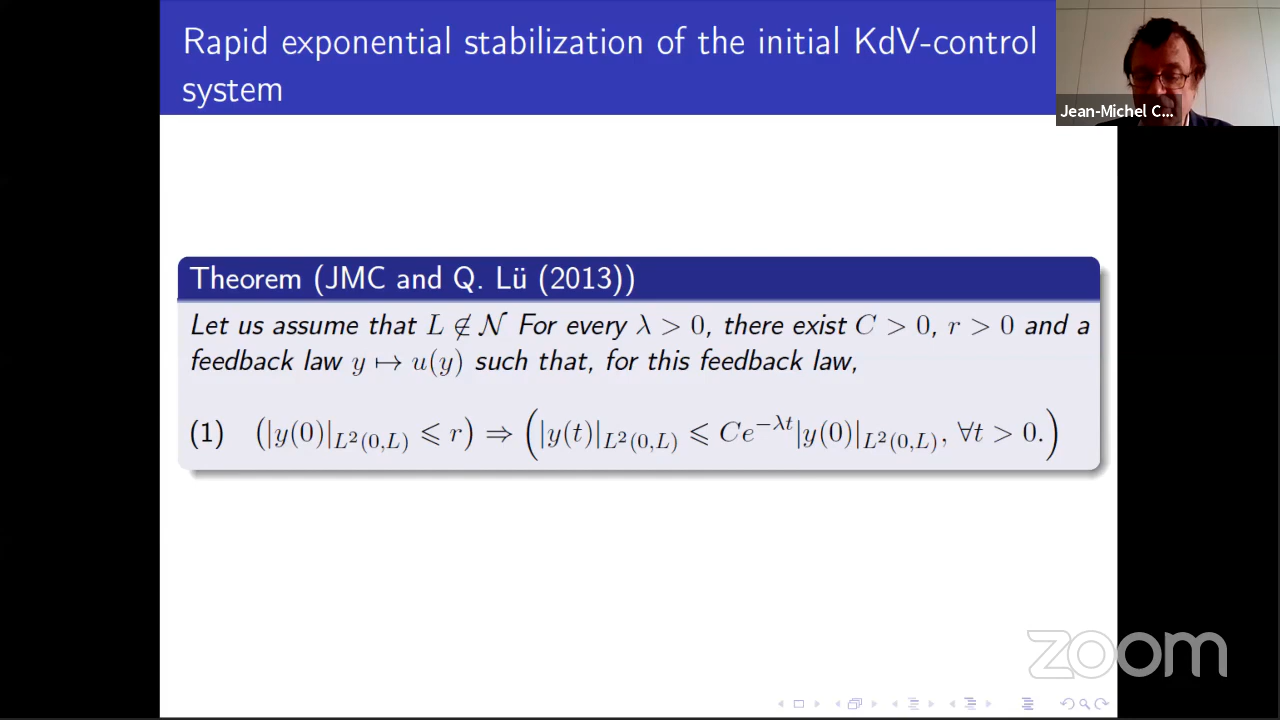 Rapid exponential stabilization of the initial KdV-control
system
Jean-Michel C...
Theorem (JMC and Q. Lü (2013))
Let us assume that L ∉ 𝒩 For every λ > 0, there exist C > 0, r > 0 and a
feedback law y ↦ u(y) such that, for this feedback law,
(1) (|y(0)|_{L²(0,L)} ⩽ r) ⇒ (|y(t)|_{L²(0,L)} ⩽ Ce^{−λt}|y(0)|_{L²(0,L)}, ∀t > 0.)
zoom